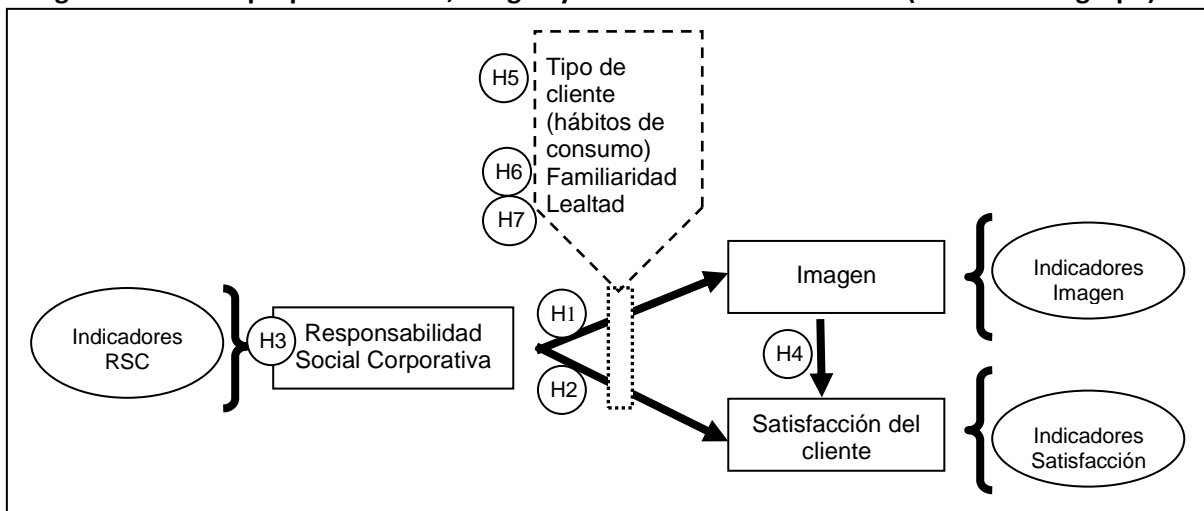 H5
Tipo de
cliente
(hábitos de
consumo)
H6
Familiaridad
H7
Lealtad
Imagen
Indicadores
Imagen
H1
Indicadores
RSC
H3
Responsabilidad
Social Corporativa
H4
H2
Satisfacción del
cliente
Indicadores
Satisfacción